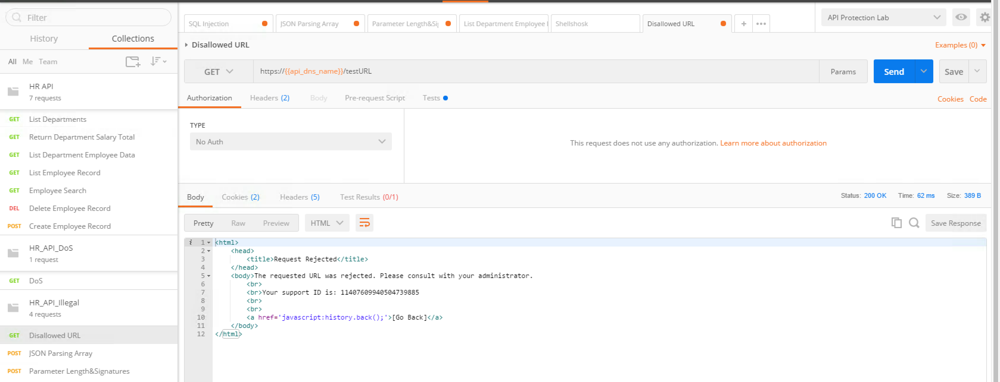 Filter
History Collections
All Me Team
HR API
7 requests
GET List Departments
GET Return Department Salary Total
GET List Department Employee Data
GET List Employee Record
GET Employee Search
DEL Delete Employee Record
POST Create Employee Record
HR_API_DoS
1 request
GET DoS
HR_API_Illegal
4 requests
GET Disallowed URL
POST JSON Parsing Array
POST Parameter Length&Signatures
SQL Injection JSON Parsing Array Parameter Length&Si List Department Employee Shellshosk Disallowed URL + •••
API Protection Lab
Disallowed URL
Examples (0)
GET https://{{api_dns_name}}/testURL Params Send Save
Authorization Headers (2) Body Pre-request Script Tests
Cookies Code
TYPE
No Auth
This request does not use any authorization. Learn more about authorization
Body Cookies (2) Headers (5) Test Results (0/1)
Status: 200 OK Time: 62 ms Size: 389 B
Pretty Raw Preview HTML
Save Response
i 1 <html>
2 <head>
3 <title>Request Rejected</title>
4 </head>
5 <body>The requested URL was rejected. Please consult with your administrator.
6 <br>
7 <br>Your support ID is: 11407609940504739885
8 <br>
9 <br>
10 <a href='javascript:history.back();'>[Go Back]</a>
11 </body>
12 </html>